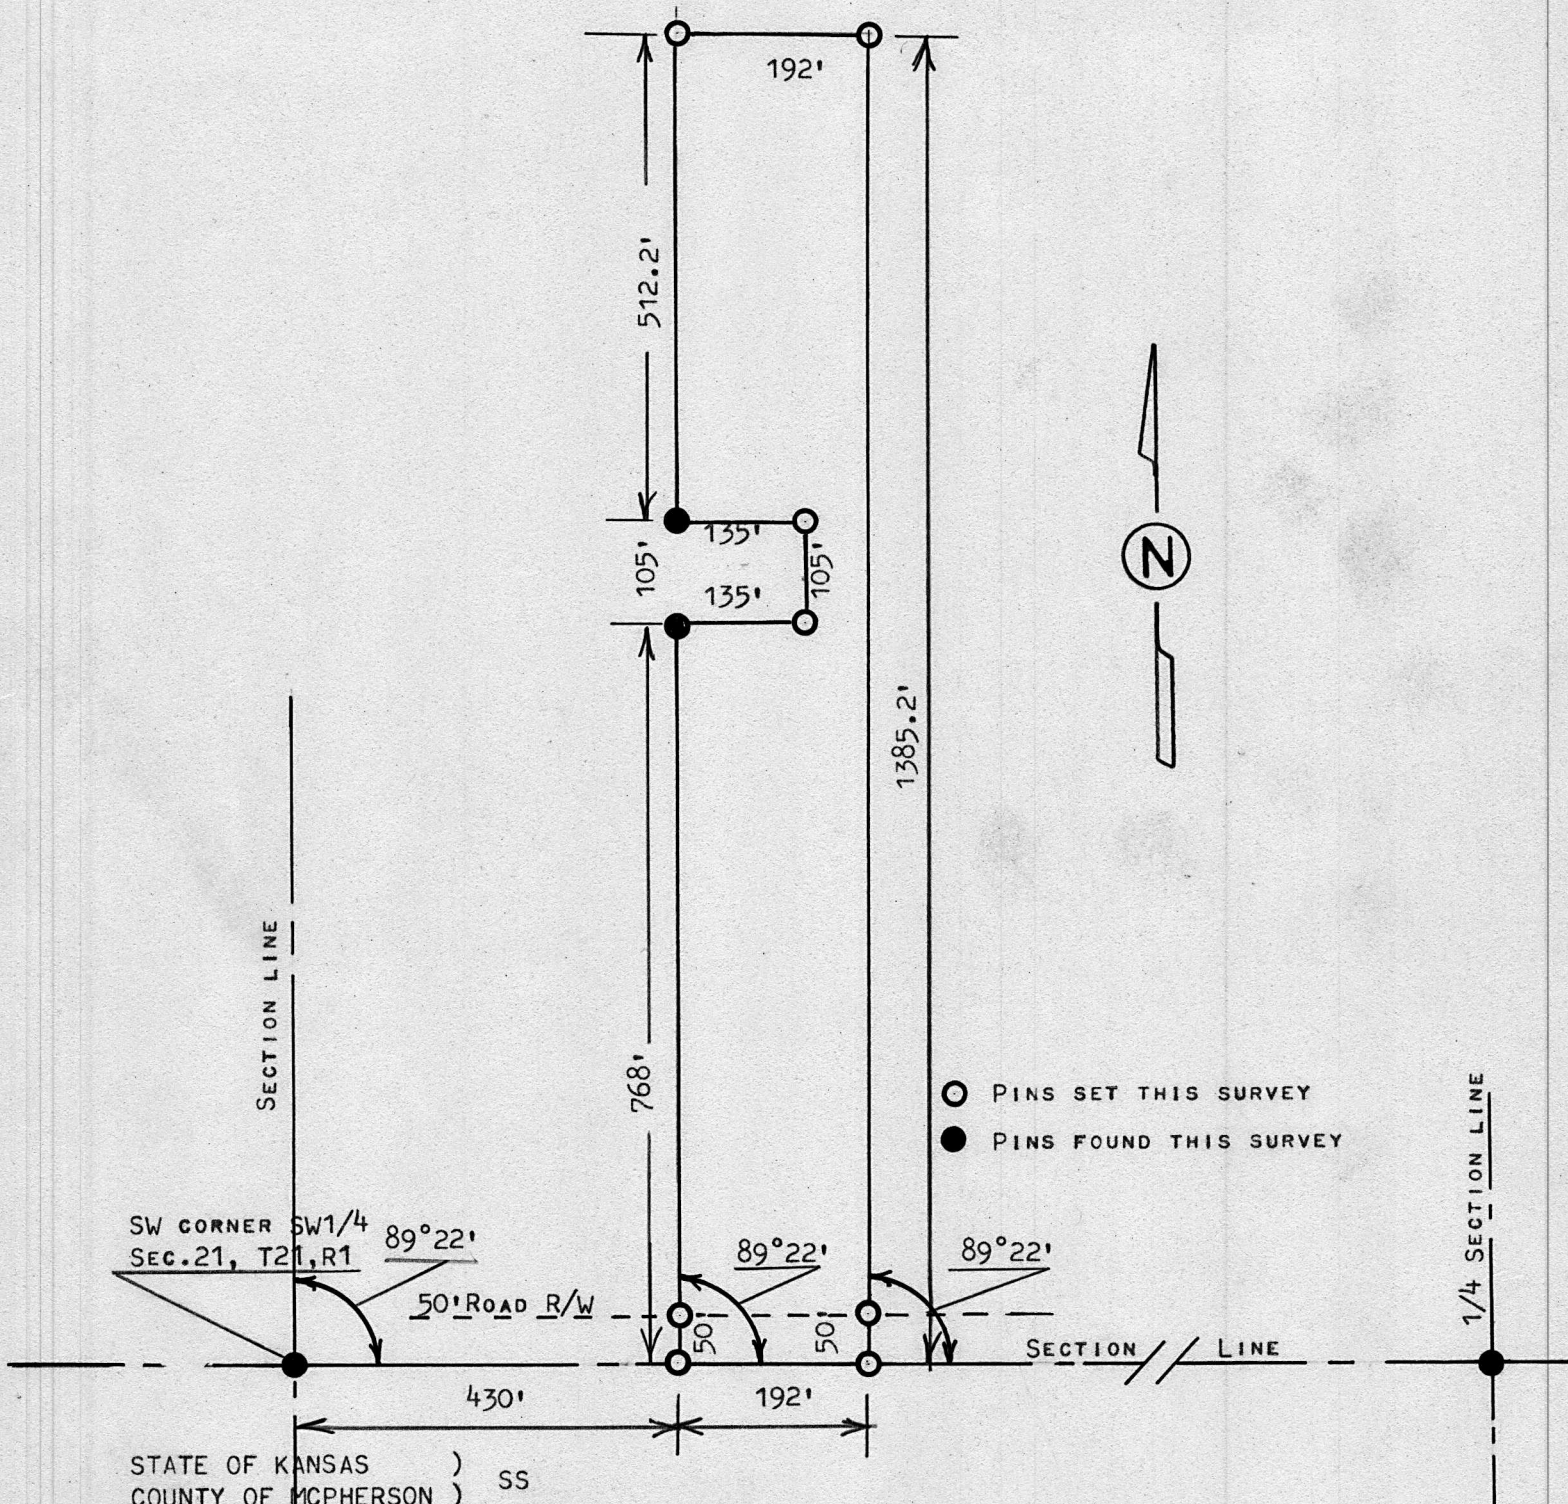 192'
512.2'
135'
105'
105'
135'
N
1385.2'
SECTION LINE
768'
PINS SET THIS SURVEY
PINS FOUND THIS SURVEY
1/4 SECTION LINE
SW CORNER SW1/4
SEC.21, T21,R1
89°22'
89°22'
89°22'
50' ROAD R/W
50'
50'
SECTION LINE
430'
192'
STATE OF KANSAS )
SS
COUNTY OF MCPHERSON )